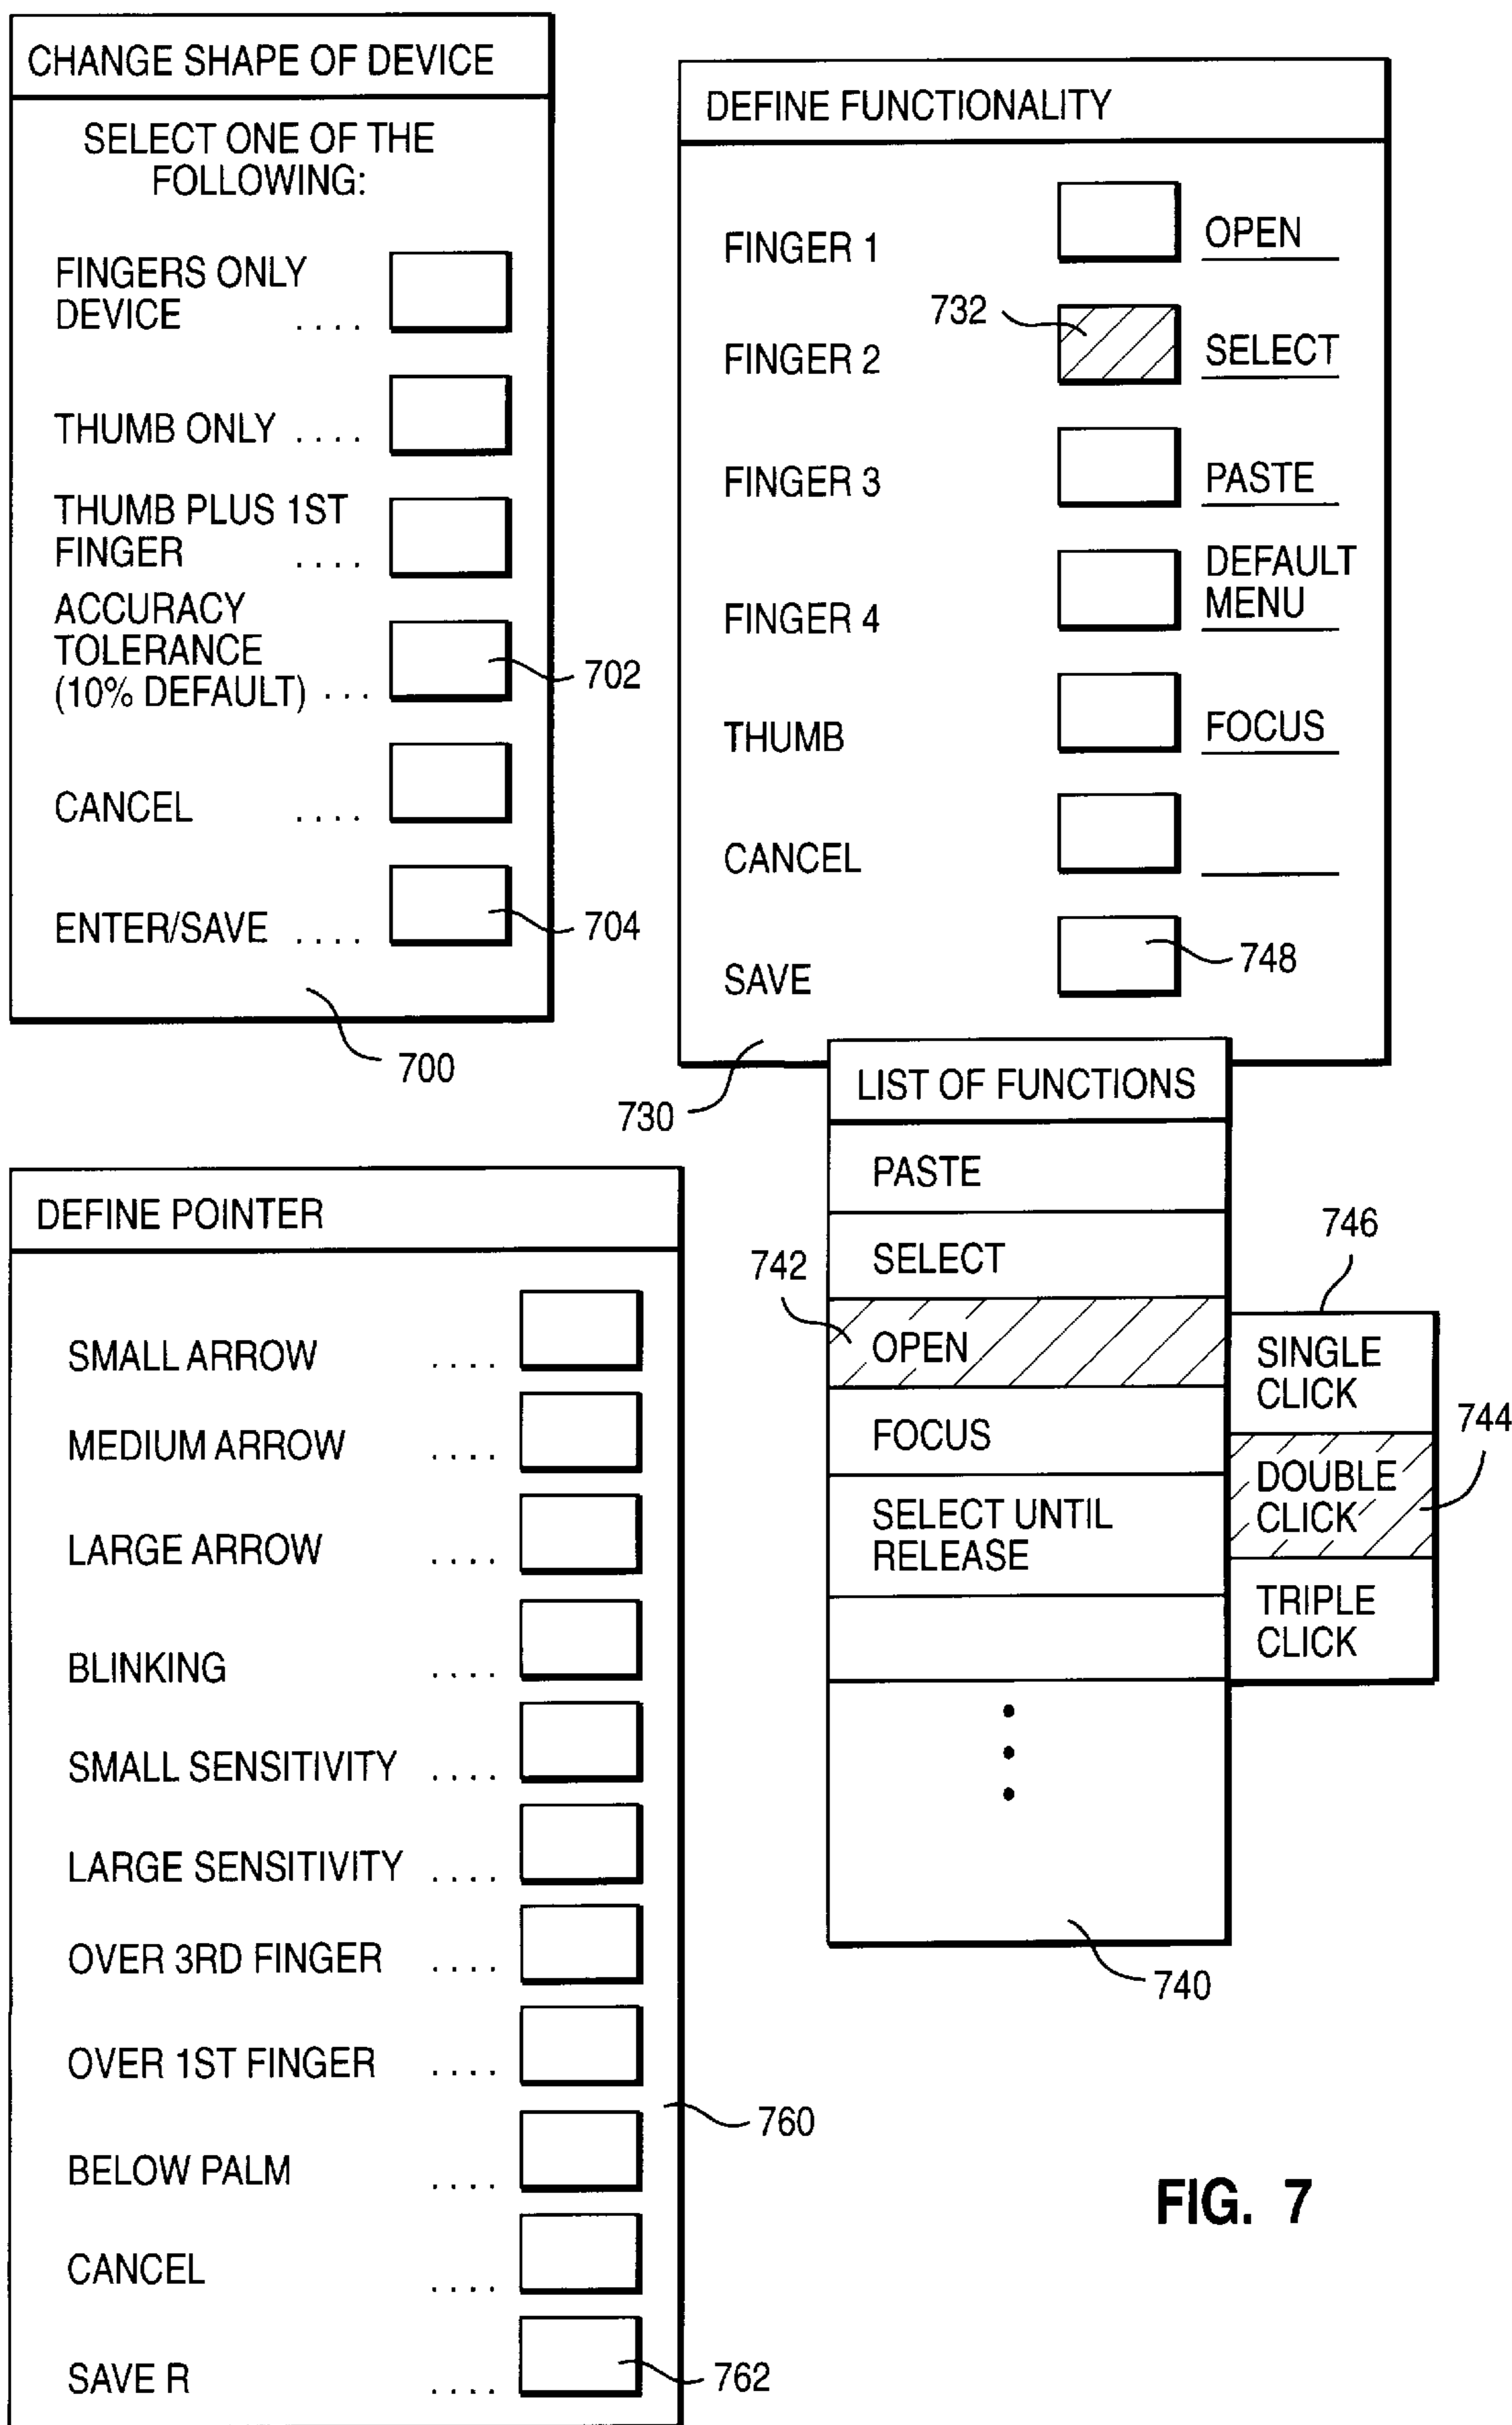 CHANGE SHAPE OF DEVICE
SELECT ONE OF THE
FOLLOWING:
FINGERS ONLY
DEVICE ....
THUMB ONLY ....
THUMB PLUS 1ST
FINGER ....
ACCURACY
TOLERANCE
(10% DEFAULT) ...
702
CANCEL ....
ENTER/SAVE ....
704
700
DEFINE FUNCTIONALITY
FINGER 1 OPEN
732
FINGER 2 SELECT
FINGER 3 PASTE
FINGER 4 DEFAULT
MENU
THUMB FOCUS
CANCEL
SAVE 748
730
LIST OF FUNCTIONS
PASTE
SELECT
742
OPEN
FOCUS
SELECT UNTIL
RELEASE
740
746
SINGLE
CLICK
744
DOUBLE
CLICK
TRIPLE
CLICK
DEFINE POINTER
SMALL ARROW ....
MEDIUM ARROW ....
LARGE ARROW ....
BLINKING ....
SMALL SENSITIVITY ....
LARGE SENSITIVITY ....
OVER 3RD FINGER ....
OVER 1ST FINGER ....
760
BELOW PALM ....
CANCEL ....
SAVE R .... 762
FIG. 7